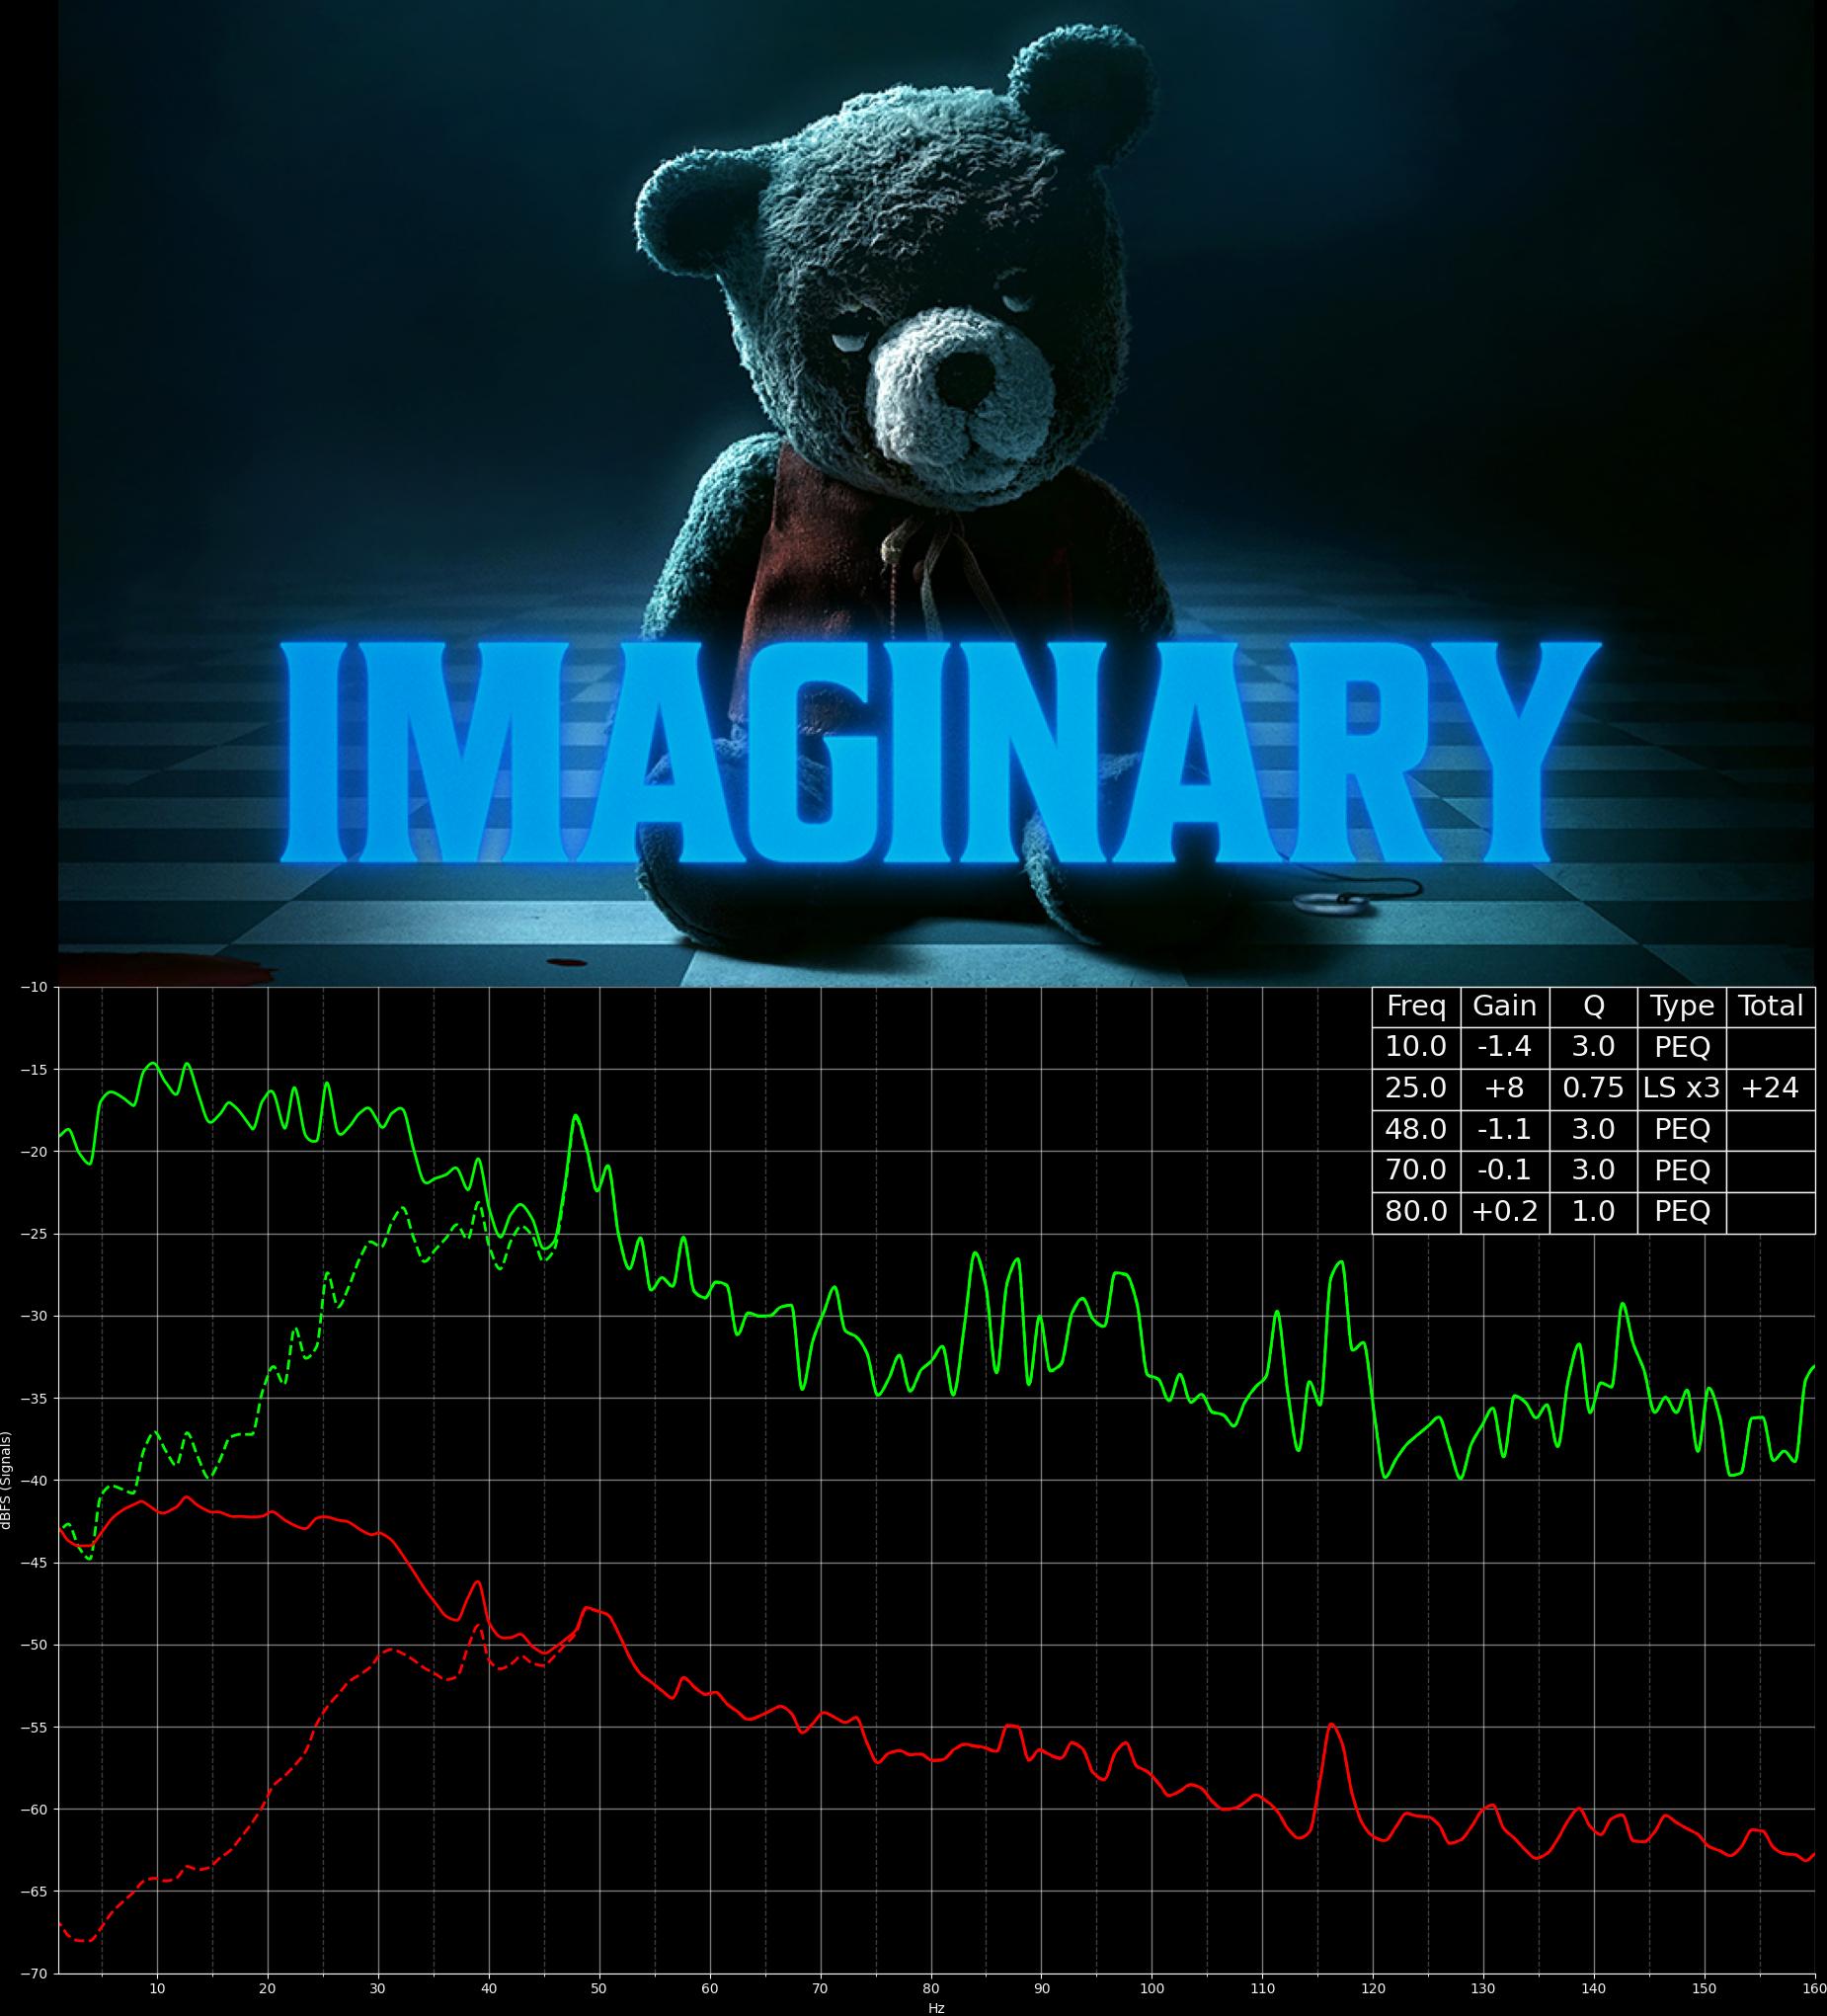 IMAGINARY
Freq Gain Q Type Total
10.0 -1.4 3.0 PEQ
25.0 +8 0.75 LS x3 +24
48.0 -1.1 3.0 PEQ
70.0 -0.1 3.0 PEQ
80.0 +0.2 1.0 PEQ
−10
−15
−20
−25
−30
−35
−40
−45
−50
−55
−60
−65
−70
dBFS (Signals)
10 20 30 40 50 60 70 80 90 100 110 120 130 140 150 160
Hz